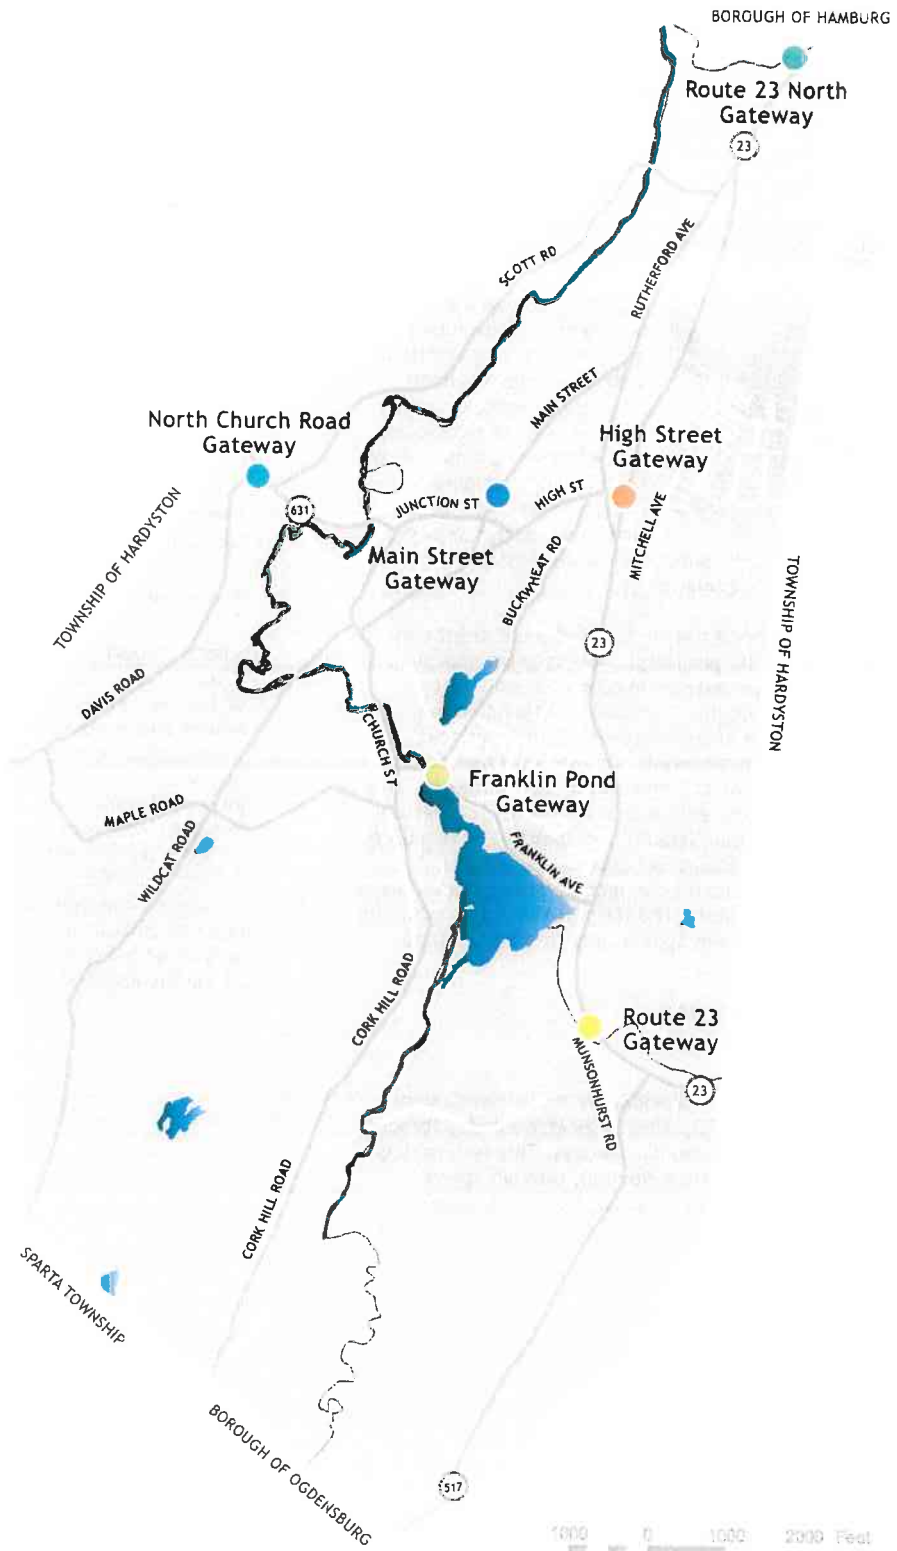 BOROUGH OF HAMBURG
Route 23 North
Gateway
23
SCOTT RD
RUTHERFORD AVE
MAIN STREET
North Church Road
Gateway
High Street
Gateway
TOWNSHIP OF HARDYSTON
631
JUNCTION ST
HIGH ST
MITCHELL AVE
Main Street
Gateway
BUCKWHEAT RD
TOWNSHIP OF HARDYSTON
23
DAVIS ROAD
CHURCH ST
Franklin Pond
Gateway
MAPLE ROAD
WILDCAT ROAD
FRANKLIN AVE
CORK HILL ROAD
Route 23
Gateway
MUNSONHURST RD
23
CORK HILL ROAD
SPARTA TOWNSHIP
BOROUGH OF OGDENSBURG
517
1000 0 1000 2000 Feet